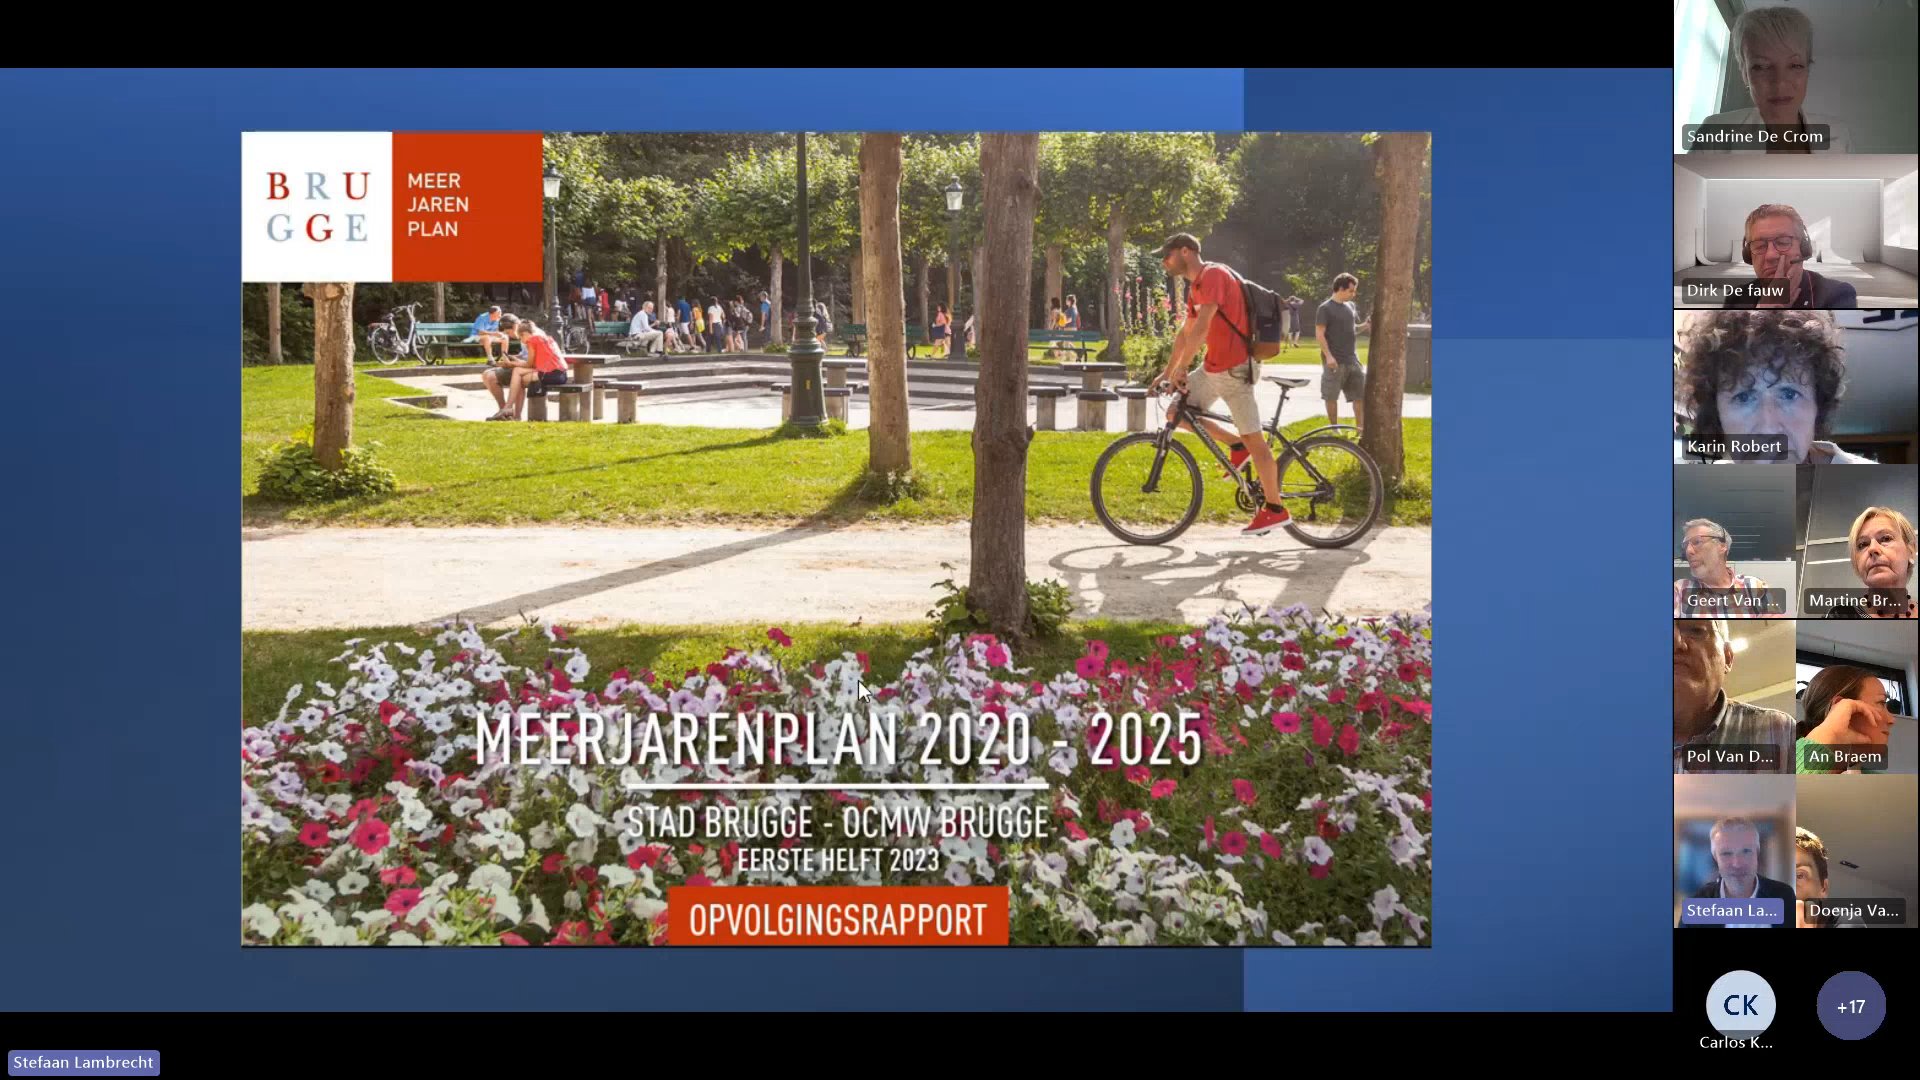 BRU
GGE
MEER
JAREN
PLAN
MEERJARENPLAN 2020 - 2025
STAD BRUGGE - OCMW BRUGGE
EERSTE HELFT 2023
OPVOLGINGSRAPPORT
Sandrine De Crom
Dirk De fauw
Karin Robert
Geert Van ...
Martine Br...
Pol Van D...
An Braem
Stefaan La...
Doenja Va...
CK
+17
Carlos K...
Stefaan Lambrecht